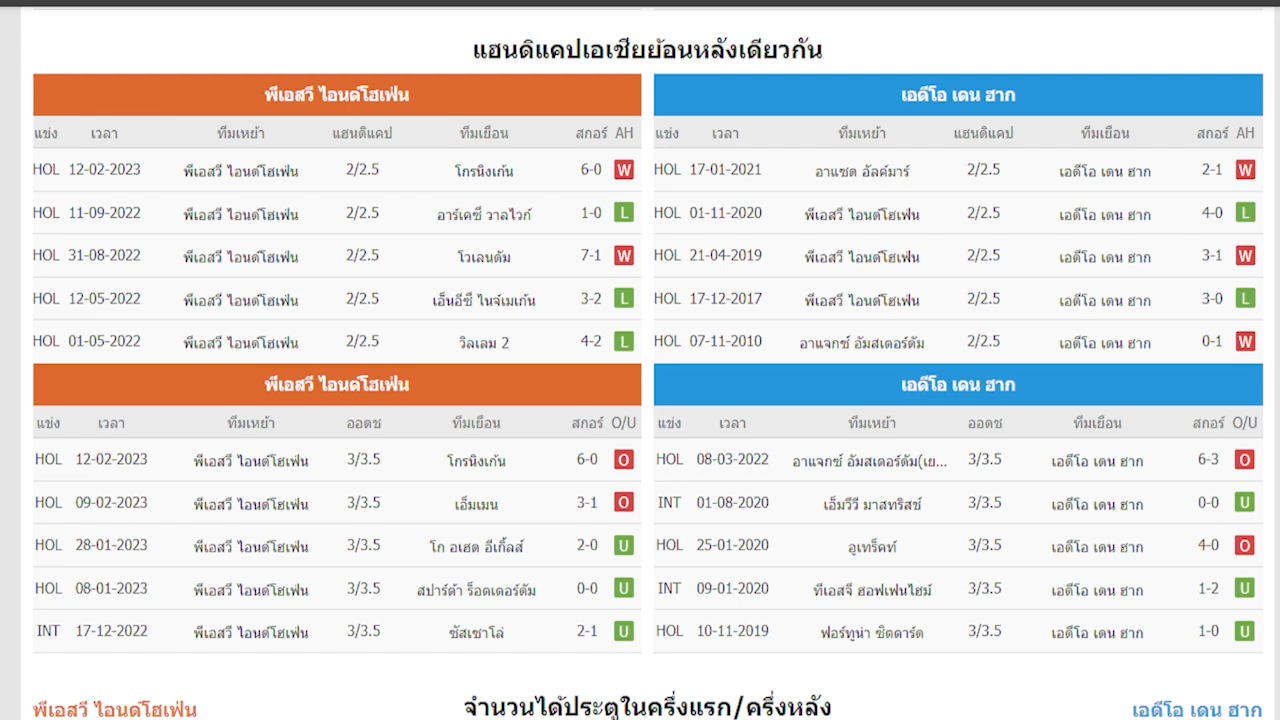 แฮนดิแคปเอเชียย้อนหลังเดียวกัน
พีเอสวี ไอนด์โฮเฟ่น
แข่ง เวลา ทีมเหย้า แฮนดิแคป ทีมเยือน สกอร์ AH
HOL 12-02-2023 พีเอสวี ไอนด์โฮเฟ่น 2/2.5 โกรนิงเก้น 6-0 W
HOL 11-09-2022 พีเอสวี ไอนด์โฮเฟ่น 2/2.5 อาร์เคซี วาลไวก์ 1-0 L
HOL 31-08-2022 พีเอสวี ไอนด์โฮเฟ่น 2/2.5 โวเลนดัม 7-1 W
HOL 12-05-2022 พีเอสวี ไอนด์โฮเฟ่น 2/2.5 เอ็นอีซี ไนจ์เมเก้น 3-2 L
HOL 01-05-2022 พีเอสวี ไอนด์โฮเฟ่น 2/2.5 วิลเลม 2 4-2 L
เอดีโอ เดน ฮาก
แข่ง เวลา ทีมเหย้า แฮนดิแคป ทีมเยือน สกอร์ AH
HOL 17-01-2021 อาแซด อัลค์มาร์ 2/2.5 เอดีโอ เดน ฮาก 2-1 W
HOL 01-11-2020 พีเอสวี ไอนด์โฮเฟ่น 2/2.5 เอดีโอ เดน ฮาก 4-0 L
HOL 21-04-2019 พีเอสวี ไอนด์โฮเฟ่น 2/2.5 เอดีโอ เดน ฮาก 3-1 W
HOL 17-12-2017 พีเอสวี ไอนด์โฮเฟ่น 2/2.5 เอดีโอ เดน ฮาก 3-0 L
HOL 07-11-2010 อาแจกซ์ อัมสเตอร์ดัม 2/2.5 เอดีโอ เดน ฮาก 0-1 W
พีเอสวี ไอนด์โฮเฟ่น
แข่ง เวลา ทีมเหย้า ออดซ ทีมเยือน สกอร์ O/U
HOL 12-02-2023 พีเอสวี ไอนด์โฮเฟ่น 3/3.5 โกรนิงเก้น 6-0 O
HOL 09-02-2023 พีเอสวี ไอนด์โฮเฟ่น 3/3.5 เอ็มเมน 3-1 O
HOL 28-01-2023 พีเอสวี ไอนด์โฮเฟ่น 3/3.5 โก อเฮด อีเกิ้ลส์ 2-0 U
HOL 08-01-2023 พีเอสวี ไอนด์โฮเฟ่น 3/3.5 สปาร์ต้า ร็อตเตอร์ดัม 0-0 U
INT 17-12-2022 พีเอสวี ไอนด์โฮเฟ่น 3/3.5 ซัสเซาโล่ 2-1 U
เอดีโอ เดน ฮาก
แข่ง เวลา ทีมเหย้า ออดซ ทีมเยือน สกอร์ O/U
HOL 08-03-2022 อาแจกซ์ อัมสเตอร์ดัม(เย... 3/3.5 เอดีโอ เดน ฮาก 6-3 O
INT 01-08-2020 เอ็มวีวี มาสทริสช์ 3/3.5 เอดีโอ เดน ฮาก 0-0 U
HOL 25-01-2020 อูเทร็คท์ 3/3.5 เอดีโอ เดน ฮาก 4-0 O
INT 09-01-2020 ทีเอสจี ฮอฟเฟ่นไฮม์ 3/3.5 เอดีโอ เดน ฮาก 1-2 U
HOL 10-11-2019 ฟอร์ทูน่า ซิตตาร์ด 3/3.5 เอดีโอ เดน ฮาก 1-0 U
พีเอสวี ไอนด์โฮเฟ่น จำนวนได้ประตูในครึ่งแรก/ครึ่งหลัง เอดีโอ เดน ฮาก